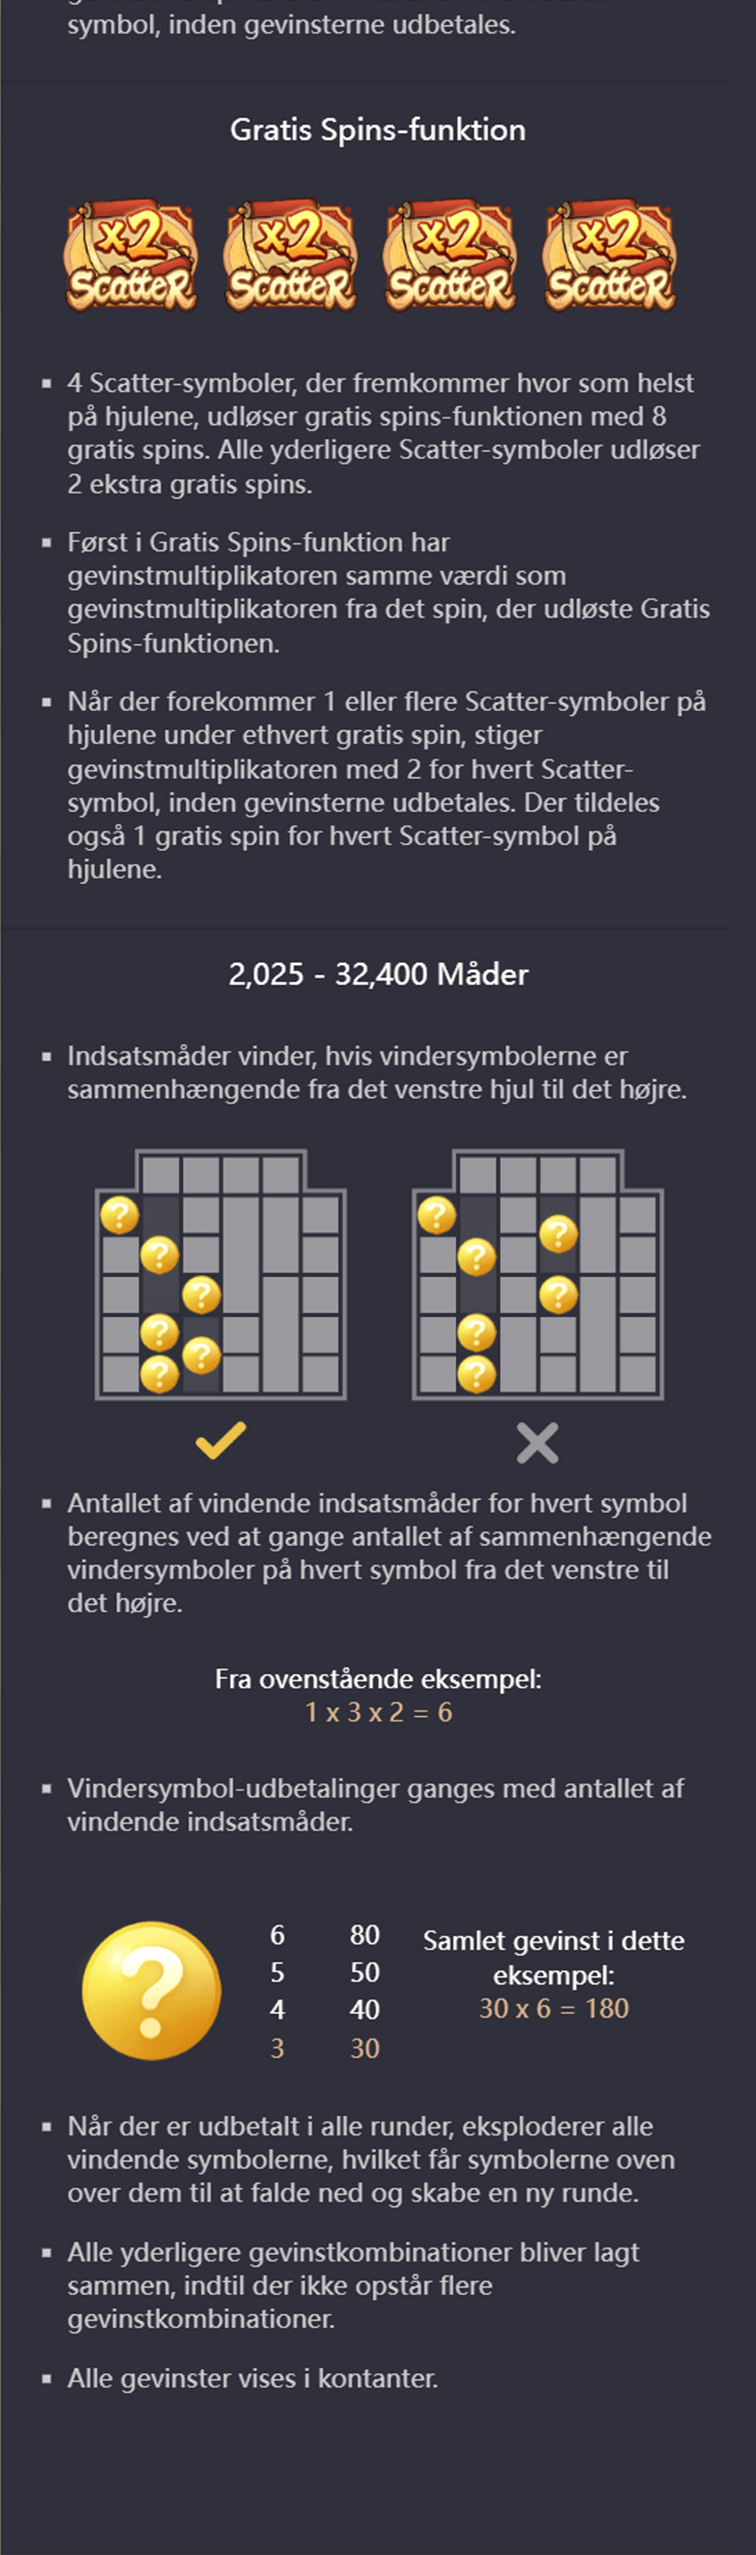 symbol, inden gevinsterne udbetales.
Gratis Spins-funktion
x2 x2 x2 x2
Scatter Scatter Scatter Scatter
▪ 4 Scatter-symboler, der fremkommer hvor som helst
på hjulene, udløser gratis spins-funktionen med 8
gratis spins. Alle yderligere Scatter-symboler udløser
2 ekstra gratis spins.
▪ Først i Gratis Spins-funktion har
gevinstmultiplikatoren samme værdi som
gevinstmultiplikatoren fra det spin, der udløste Gratis
Spins-funktionen.
▪ Når der forekommer 1 eller flere Scatter-symboler på
hjulene under ethvert gratis spin, stiger
gevinstmultiplikatoren med 2 for hvert Scatter-
symbol, inden gevinsterne udbetales. Der tildeles
også 1 gratis spin for hvert Scatter-symbol på
hjulene.
2,025 - 32,400 Måder
▪ Indsatsmåder vinder, hvis vindersymbolerne er
sammenhængende fra det venstre hjul til det højre.
? ? ? ? ? ?
? ? ? ? ? ?
▪ Antallet af vindende indsatsmåder for hvert symbol
beregnes ved at gange antallet af sammenhængende
vindersymboler på hvert symbol fra det venstre til
det højre.
Fra ovenstående eksempel:
1 x 3 x 2 = 6
▪ Vindersymbol-udbetalinger ganges med antallet af
vindende indsatsmåder.
?
6 80
5 50
4 40
3 30
Samlet gevinst i dette
eksempel:
30 x 6 = 180
▪ Når der er udbetalt i alle runder, eksploderer alle
vindende symbolerne, hvilket får symbolerne oven
over dem til at falde ned og skabe en ny runde.
▪ Alle yderligere gevinstkombinationer bliver lagt
sammen, indtil der ikke opstår flere
gevinstkombinationer.
▪ Alle gevinster vises i kontanter.